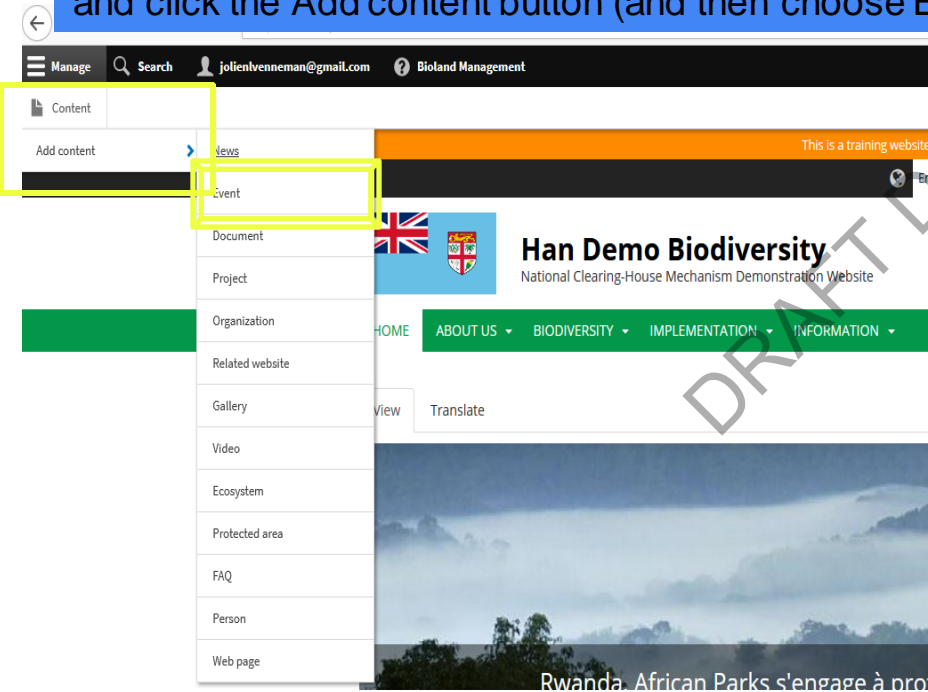 and click the Add content button (and then choose E
Manage Search jolienlvenneman@gmail.com Bioland Management
Content
Add content
News
Event
Document
Project
Organization
Related website
Gallery
Video
Ecosystem
Protected area
FAQ
Person
Web page
This is a training website
En
Han Demo Biodiversity
National Clearing-House Mechanism Demonstration Website
HOME ABOUT US BIODIVERSITY IMPLEMENTATION INFORMATION
View Translate
DRAFT
Rwanda, African Parks s'engage à pro